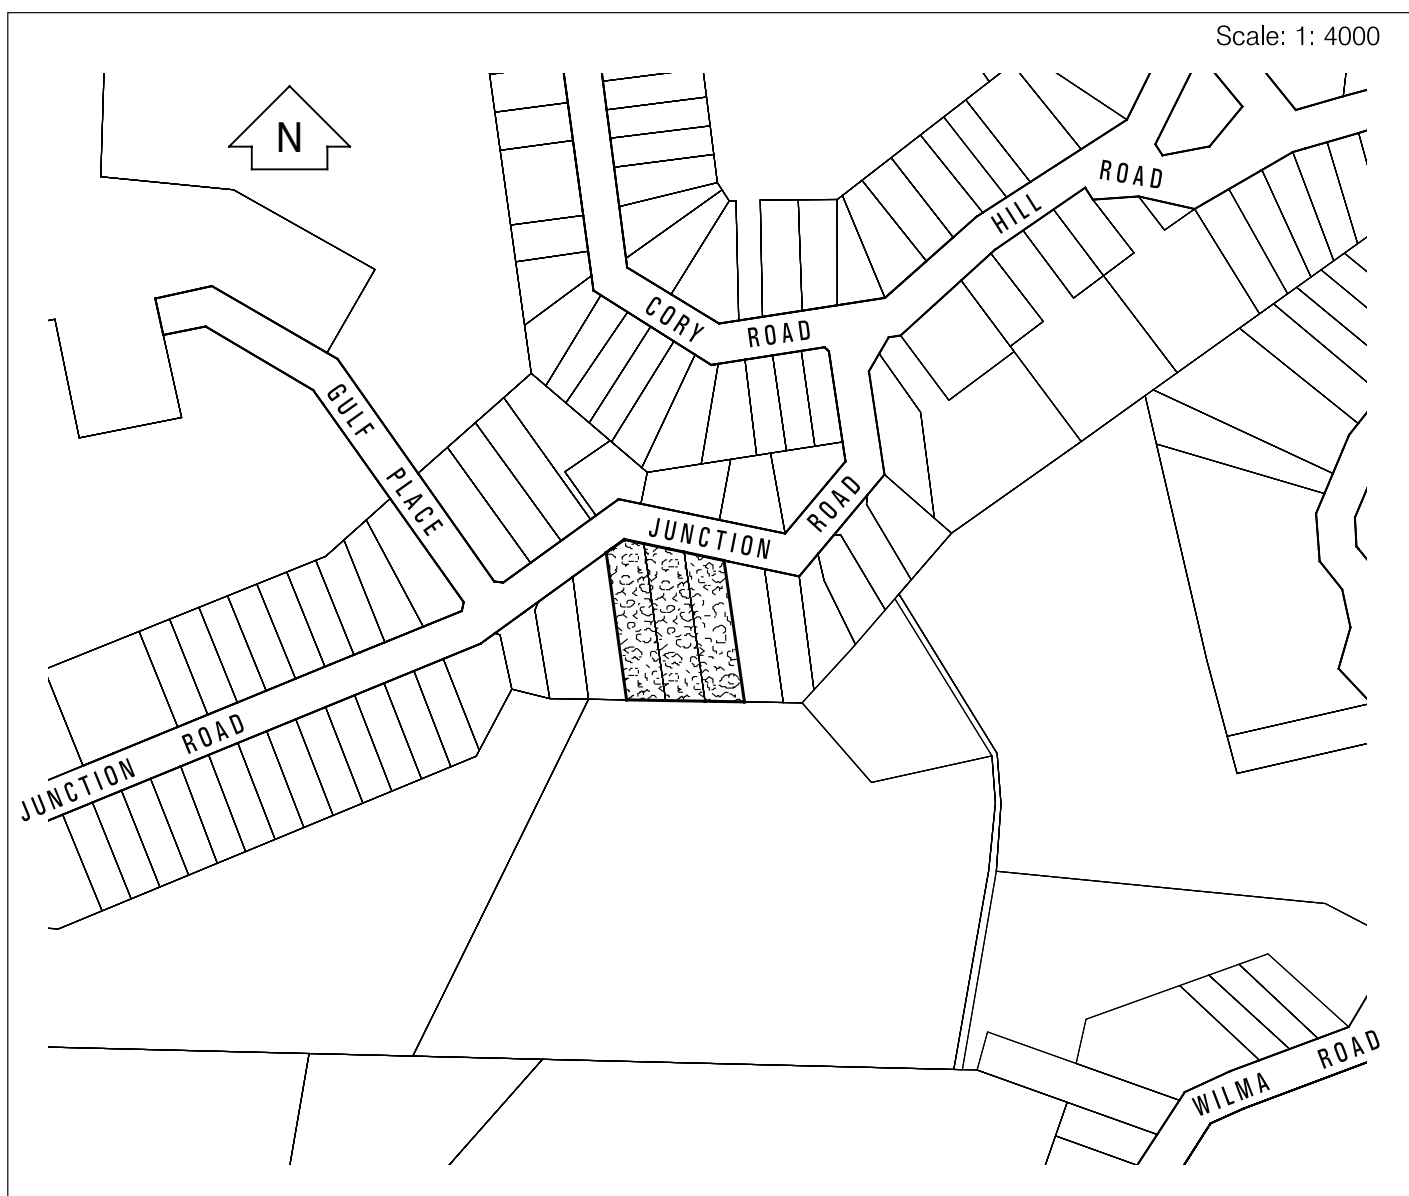 Scale: 1: 4000
N
ROAD
HILL
CORY
ROAD
GULF
PLACE
ROAD
JUNCTION
ROAD
JUNCTION
ROAD
WILMA